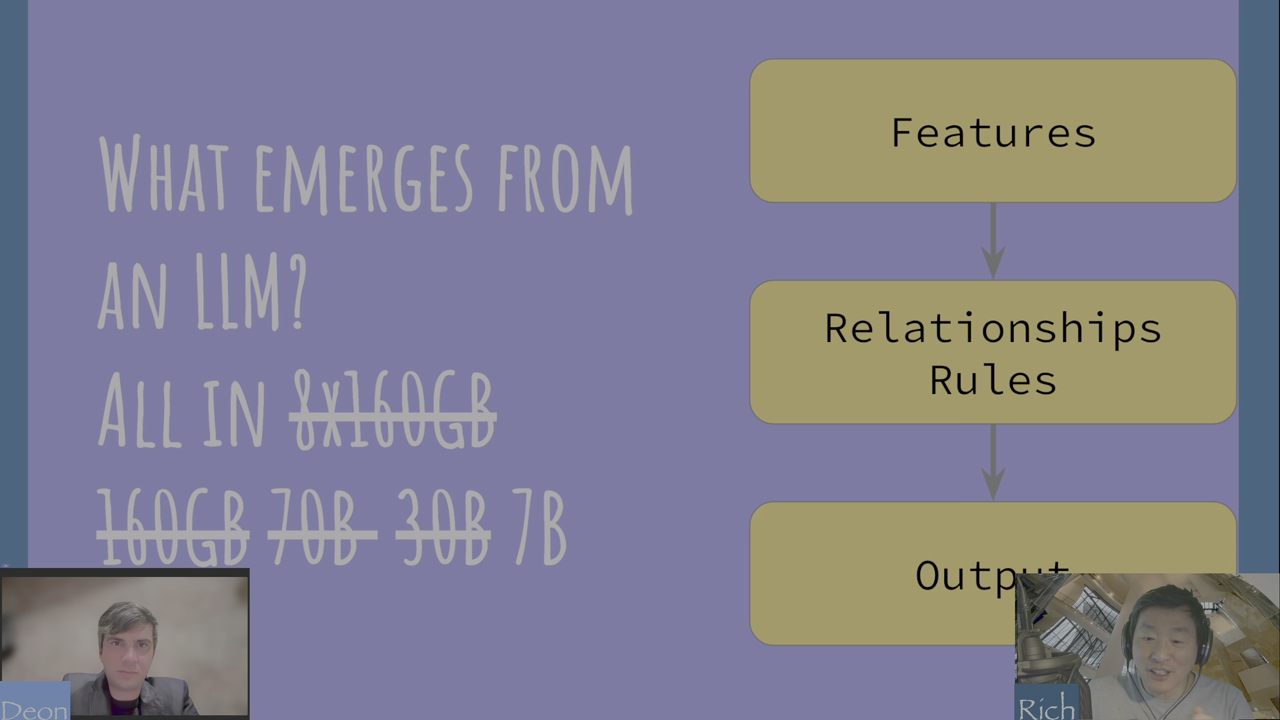 What emerges from
an LLM?
All in 8x160GB
160GB 70B 30B 7B
Features
Relationships
Rules
Output
Deon
Rich